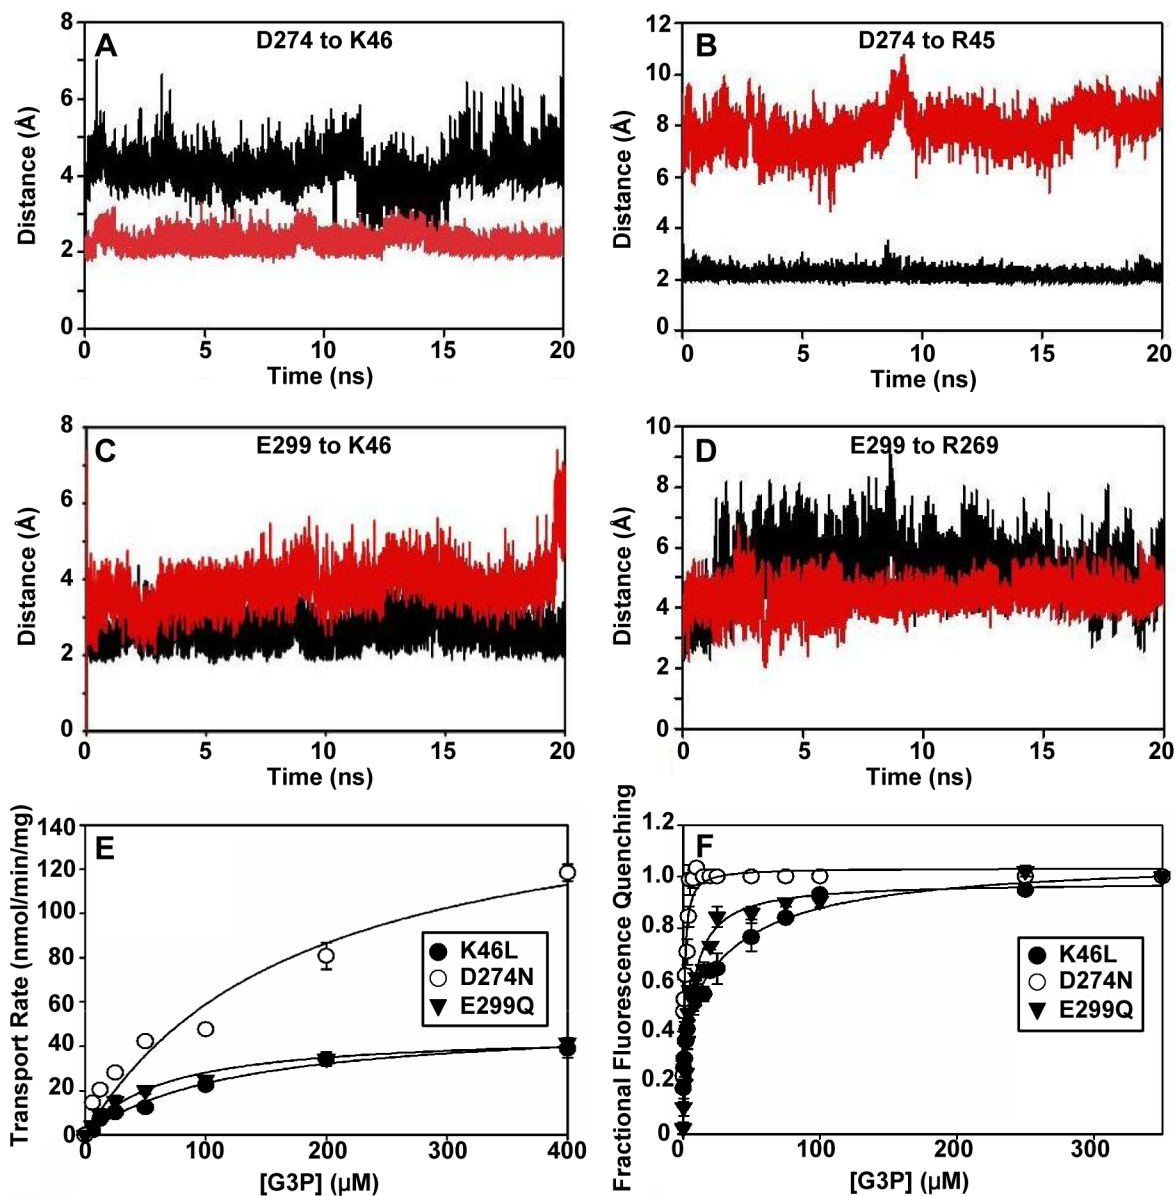 A
D274 to K46
Distance (Å)
8
6
4
2
0
0 5 10 15 20
Time (ns)
B
D274 to R45
Distance (Å)
12
10
8
6
4
2
0
0 5 10 15 20
Time (ns)
C
E299 to K46
Distance (Å)
8
6
4
2
0
0 5 10 15 20
Time (ns)
D
E299 to R269
Distance (Å)
10
8
6
4
2
0
0 5 10 15 20
Time (ns)
E
Transport Rate (nmol/min/mg)
140
120
100
80
60
40
20
0
K46L
D274N
E299Q
0 100 200 300 400
[G3P] (µM)
F
Fractional Fluorescence Quenching
1.2
1.0
0.8
0.6
0.4
0.2
0
K46L
D274N
E299Q
0 100 200 300
[G3P] (µM)